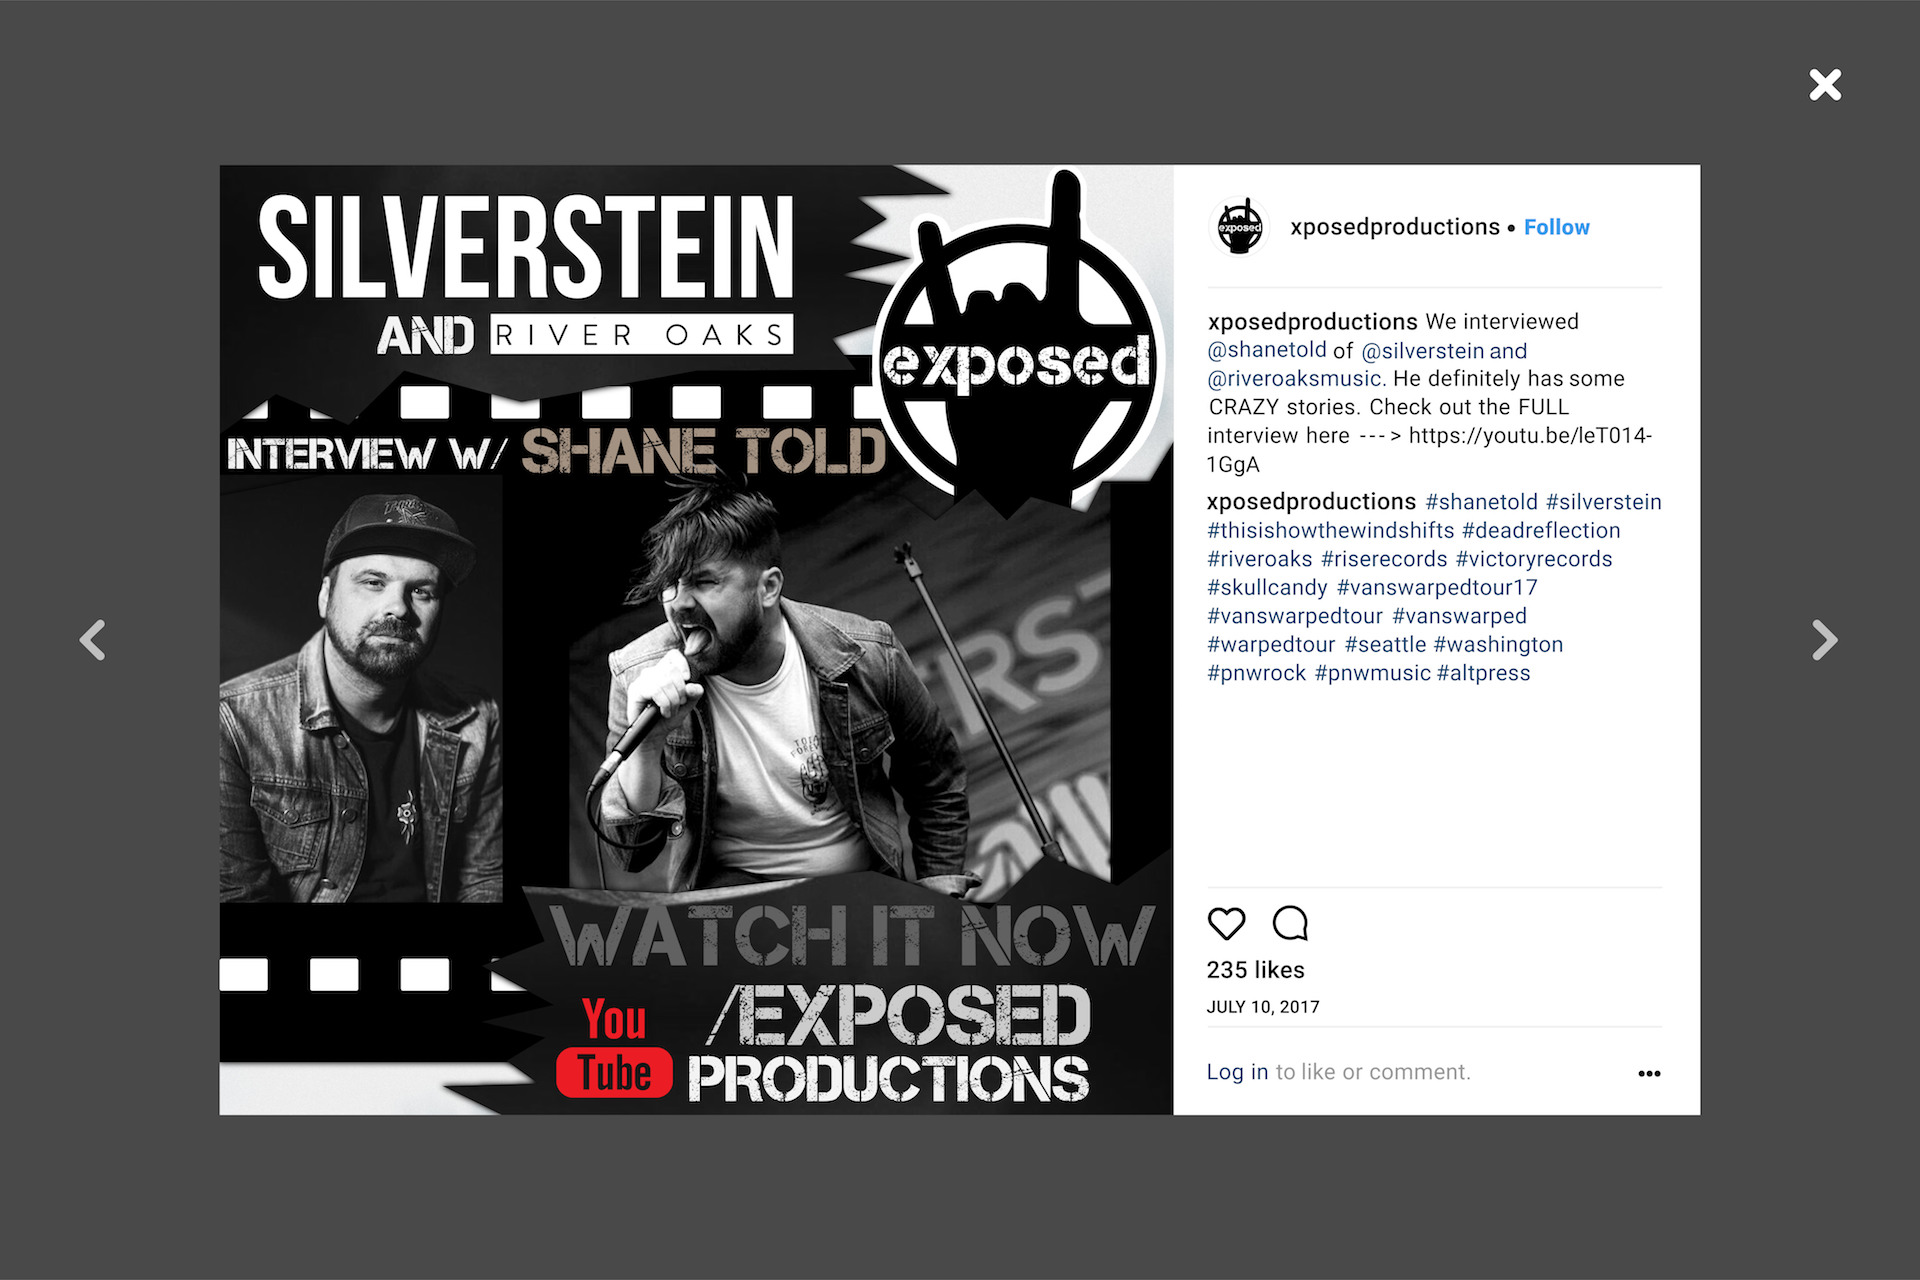 SILVERSTEIN
AND RIVER OAKS
exposed
INTERVIEW W/ SHANE TOLD
WATCH IT NOW
You
Tube
/EXPOSED
PRODUCTIONS
exposed
xposedproductions • Follow
xposedproductions We interviewed
@shanetold of @silverstein and
@riveroaksmusic. He definitely has some
CRAZY stories. Check out the FULL
interview here ---> https://youtu.be/leT014-
1GgA
xposedproductions #shanetold #silverstein
#thisishowthewindshifts #deadreflection
#riveroaks #riserecords #victoryrecords
#skullcandy #vanswarpedtour17
#vanswarpedtour #vanswarped
#warpedtour #seattle #washington
#pnwrock #pnwmusic #altpress
235 likes
JULY 10, 2017
Log in to like or comment.